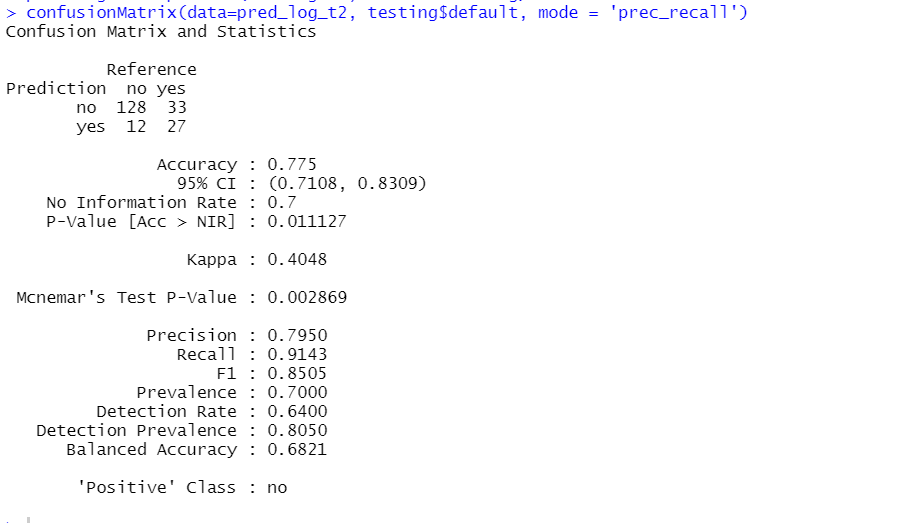 > confusionMatrix(data=pred_log_t2, testing$default, mode = 'prec_recall')
Confusion Matrix and Statistics
Reference
Prediction no yes
no 128 33
yes 12 27
Accuracy : 0.775
95% CI : (0.7108, 0.8309)
No Information Rate : 0.7
P-Value [Acc > NIR] : 0.011127
Kappa : 0.4048
Mcnemar's Test P-Value : 0.002869
Precision : 0.7950
Recall : 0.9143
F1 : 0.8505
Prevalence : 0.7000
Detection Rate : 0.6400
Detection Prevalence : 0.8050
Balanced Accuracy : 0.6821
'Positive' Class : no